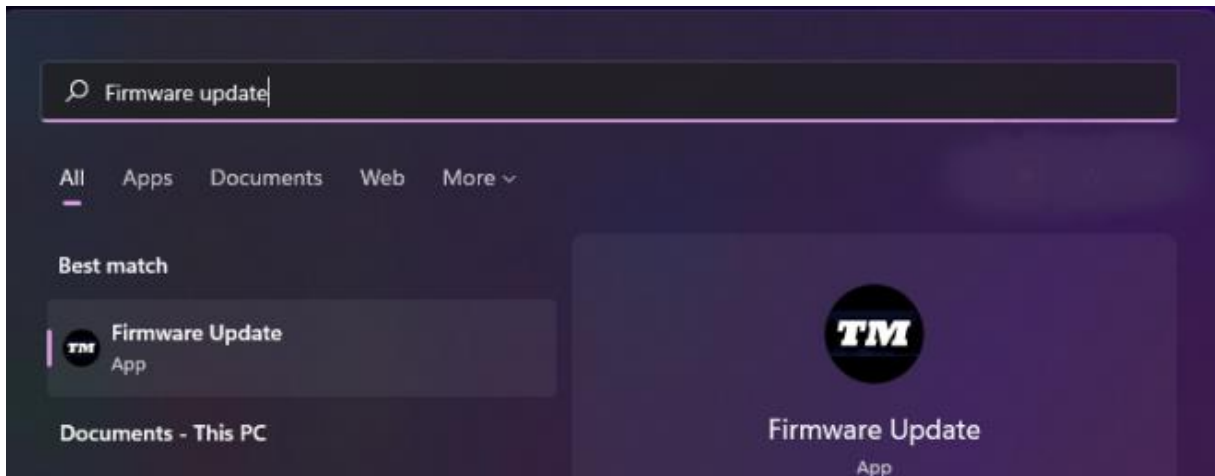 Firmware update
All Apps Documents Web More
Best match
TM
Firmware Update
App
Documents - This PC
TM
Firmware Update
App